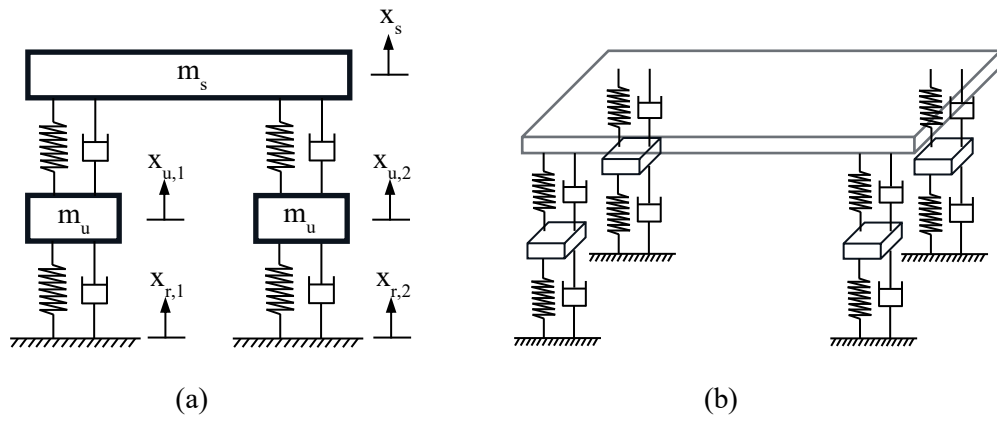 x_s
m_s
x_u,1
x_u,2
m_u
m_u
x_r,1
x_r,2
(a)
(b)